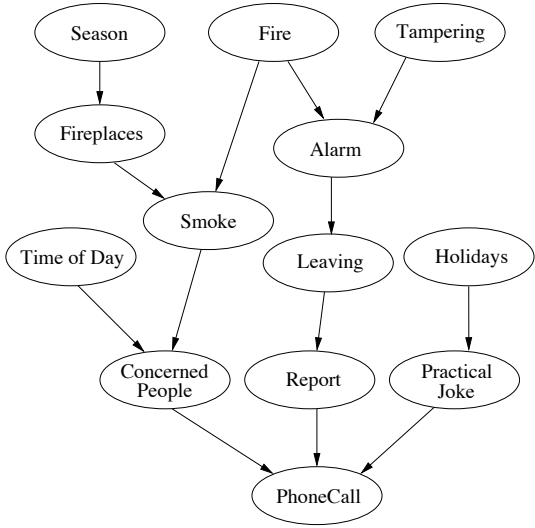 Season
Fire
Tampering
Fireplaces
Alarm
Smoke
Time of Day
Leaving
Holidays
Concerned
People
Report
Practical
Joke
PhoneCall